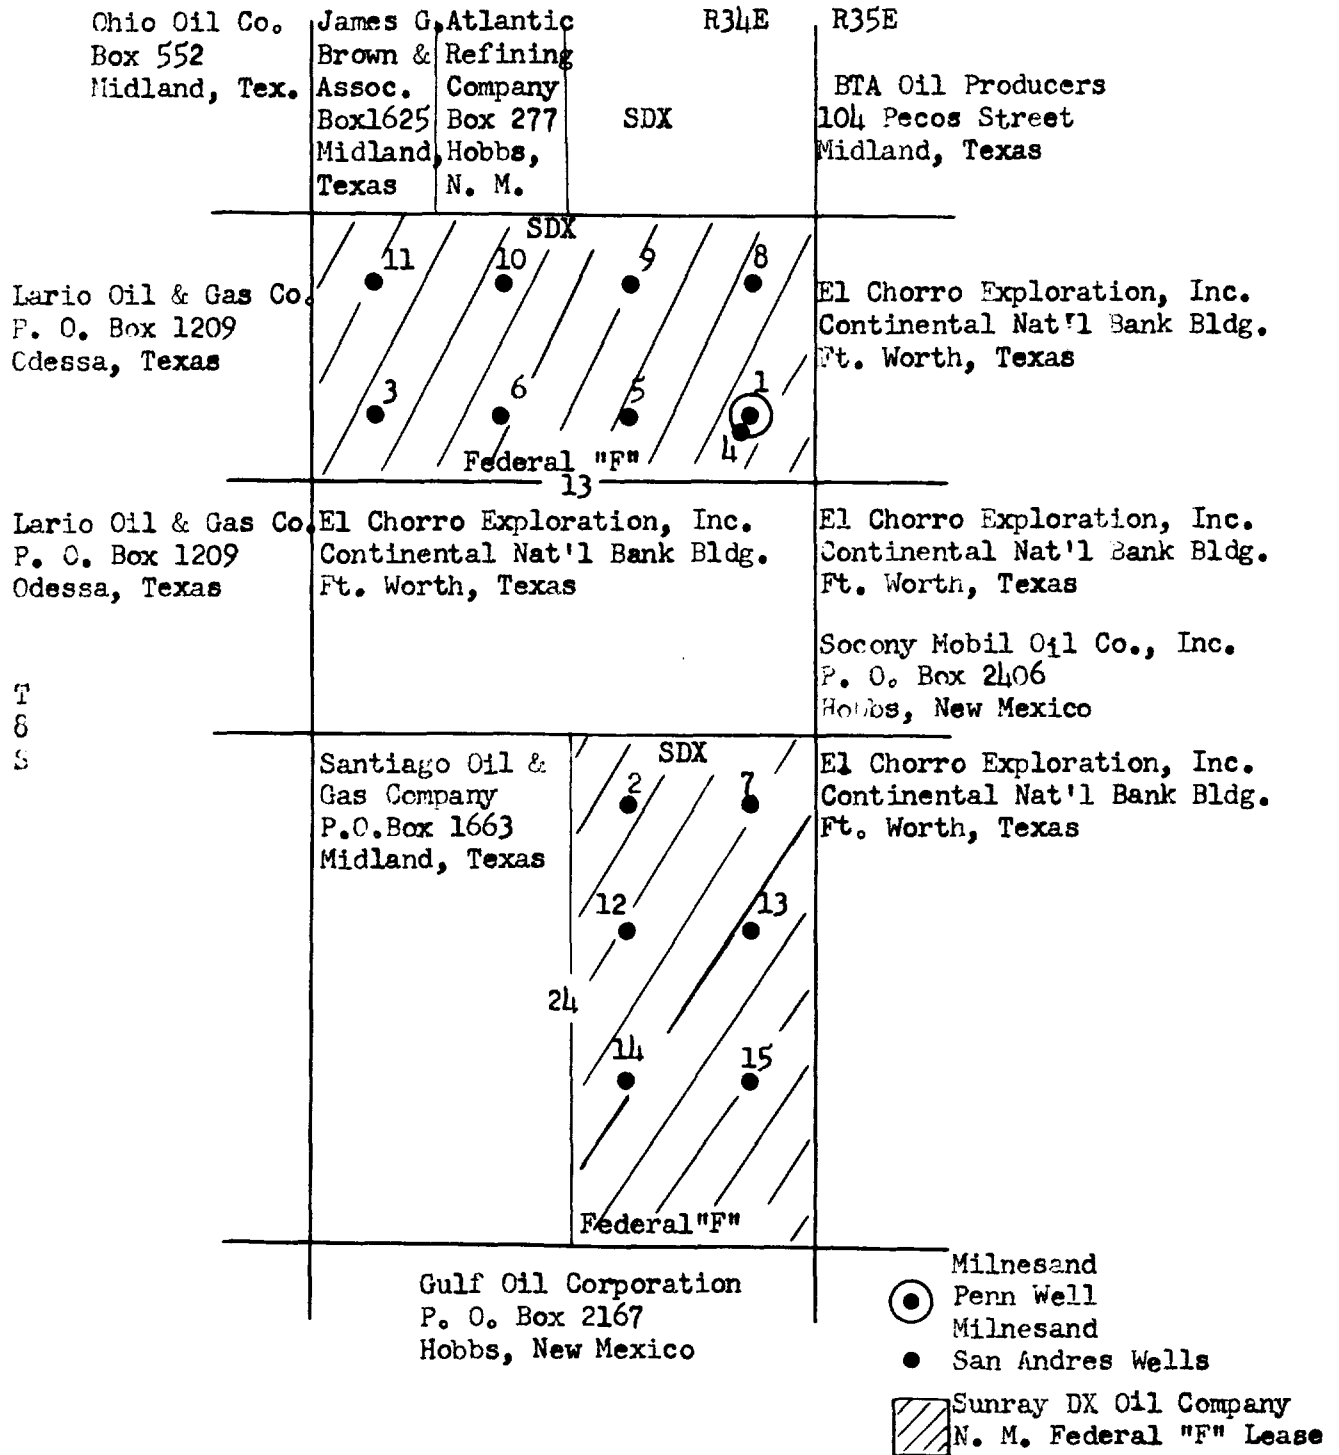 Ohio Oil Co.
Box 552
Midland, Tex.
James G.
Brown &
Assoc.
Box1625
Midland,
Texas
Atlantic
Refining
Company
Box 277
Hobbs,
N. M.
SDX
R34E
R35E
BTA Oil Producers
104 Pecos Street
Midland, Texas
Lario Oil & Gas Co.
P. O. Box 1209
Odessa, Texas
SDX
11
10
9
8
3
6
5
1
4
Federal "F"
13
El Chorro Exploration, Inc.
Continental Nat'l Bank Bldg.
Ft. Worth, Texas
Lario Oil & Gas Co.
P. O. Box 1209
Odessa, Texas
El Chorro Exploration, Inc.
Continental Nat'l Bank Bldg.
Ft. Worth, Texas
El Chorro Exploration, Inc.
Continental Nat'l Bank Bldg.
Ft. Worth, Texas
Socony Mobil Oil Co., Inc.
P. O. Box 2406
Hobbs, New Mexico
T
8
S
Santiago Oil &
Gas Company
P.O.Box 1663
Midland, Texas
SDX
2
7
12
13
24
14
15
Federal"F"
El Chorro Exploration, Inc.
Continental Nat'l Bank Bldg.
Ft. Worth, Texas
Gulf Oil Corporation
P. O. Box 2167
Hobbs, New Mexico
Milnesand
Penn Well
Milnesand
San Andres Wells
Sunray DX Oil Company
N. M. Federal "F" Lease